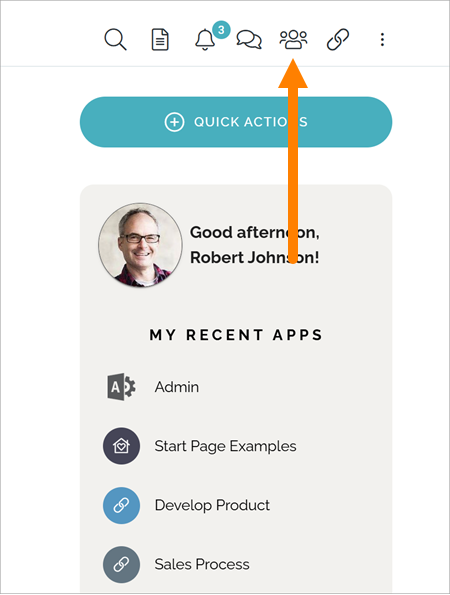 3
QUICK ACTIONS
Good afternoon,
Robert Johnson!
MY RECENT APPS
A
Admin
Start Page Examples
Develop Product
Sales Process